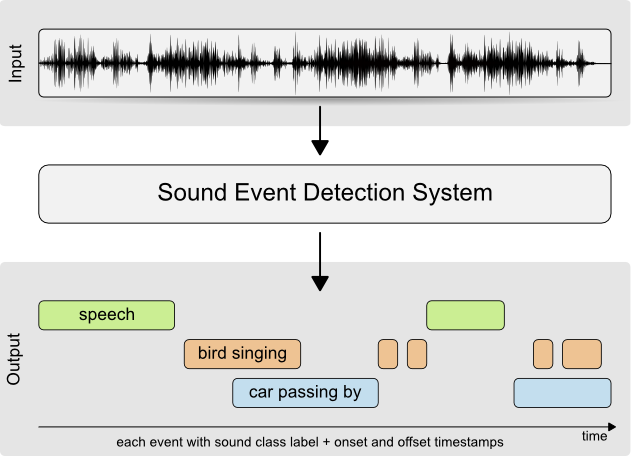 Input
Sound Event Detection System
Output
speech
bird singing
car passing by
time
each event with sound class label + onset and offset timestamps